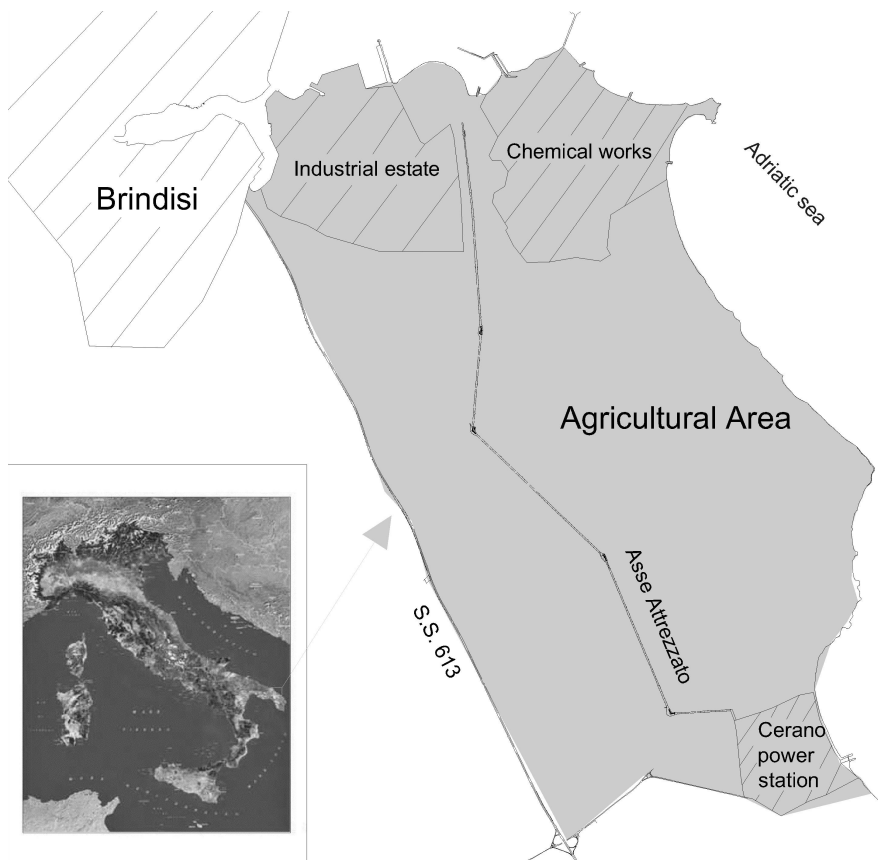 Industrial estate
Chemical works
Brindisi
Adriatic sea
Agricultural Area
Asse Attrezzato
S.S. 613
Cerano
power
station